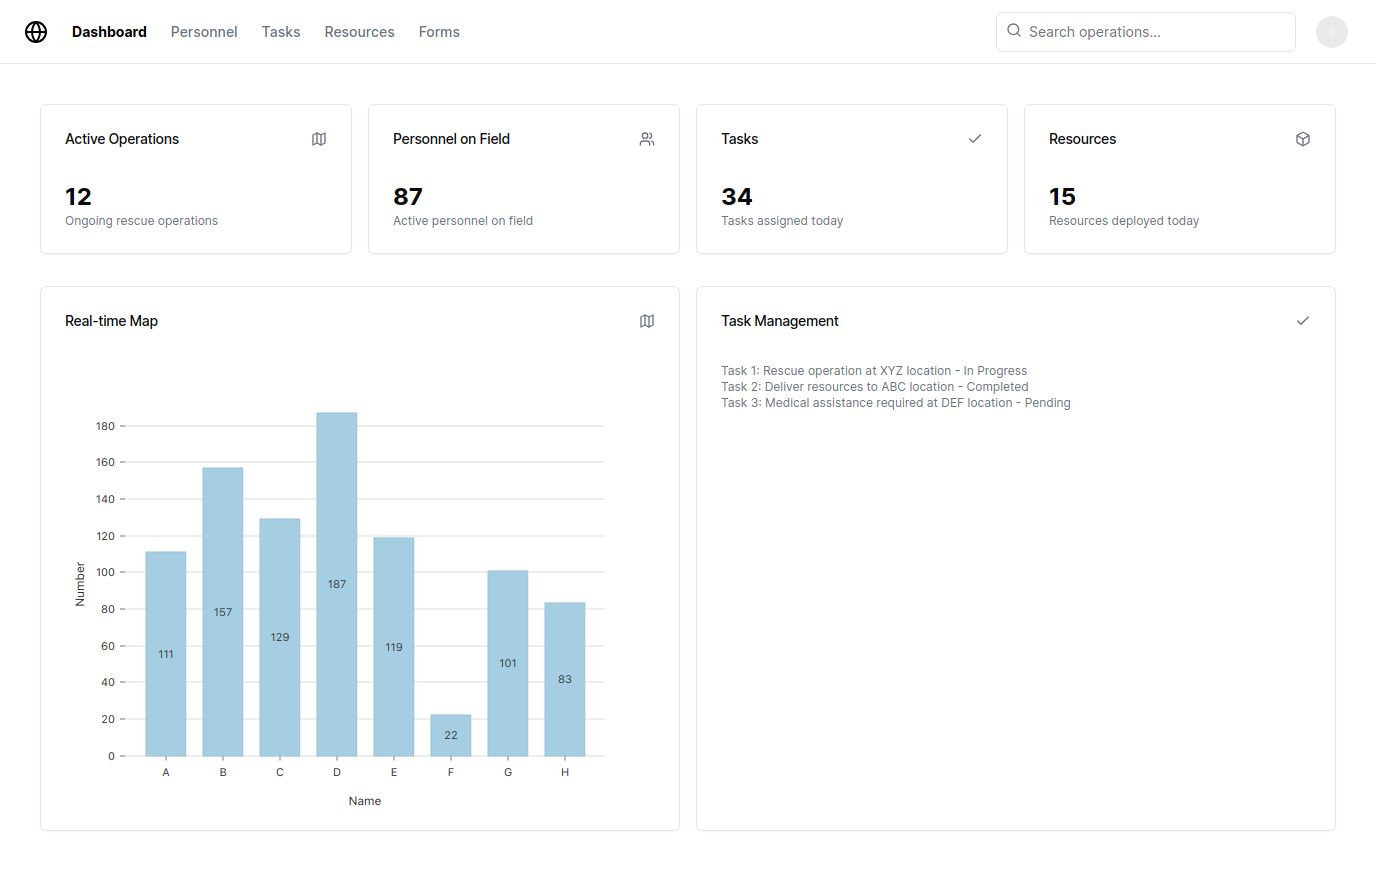 Dashboard Personnel Tasks Resources Forms Search operations...
Active Operations
12
Ongoing rescue operations
Personnel on Field
87
Active personnel on field
Tasks
34
Tasks assigned today
Resources
15
Resources deployed today
Real-time Map
180
160
140
120
100
80
60
40
20
0
Number
111
157
129
187
119
22
101
83
A B C D E F G H
Name
Task Management
Task 1: Rescue operation at XYZ location - In Progress
Task 2: Deliver resources to ABC location - Completed
Task 3: Medical assistance required at DEF location - Pending